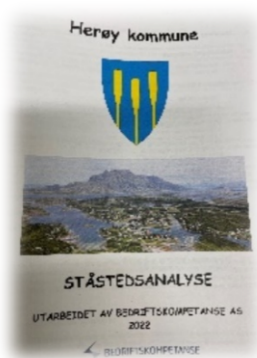 Herøy kommune
STÅSTEDSANALYSE
UTARBEIDET AV BEDRIFTSKOMPETANSE AS
2022
BEDRIFTSKOMPETANSE